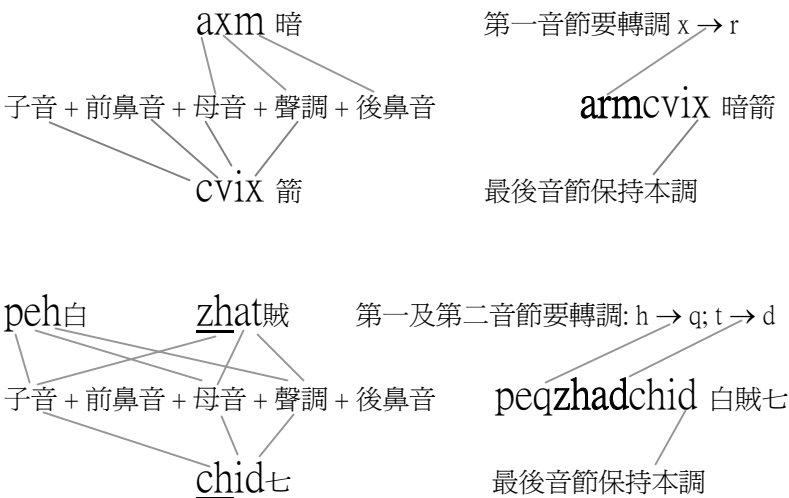 axm 暗 第一音節要轉調 x → r
子音 + 前鼻音 + 母音 + 聲調 + 後鼻音 armcvix 暗箭
cvix 箭 最後音節保持本調
peh白 zhat賊 第一及第二音節要轉調: h → q; t → d
子音 + 前鼻音 + 母音 + 聲調 + 後鼻音 peqzhadchid 白賊七
chid七 最後音節保持本調